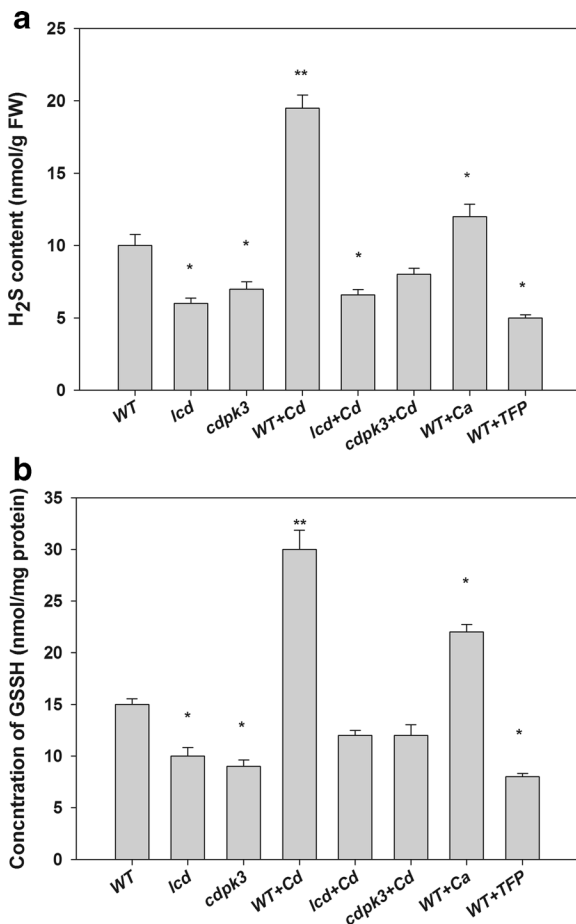 a
H2S content (nmol/g FW)
25
20
15
10
5
0
**
*
*
*
*
*
WT
lcd
cdpk3
WT+Cd
lcd+Cd
cdpk3+Cd
WT+Ca
WT+TFP
b
Concntration of GSSH (nmol/mg protein)
35
30
25
20
15
10
5
0
**
*
*
*
*
WT
lcd
cdpk3
WT+Cd
lcd+Cd
cdpk3+Cd
WT+Ca
WT+TFP